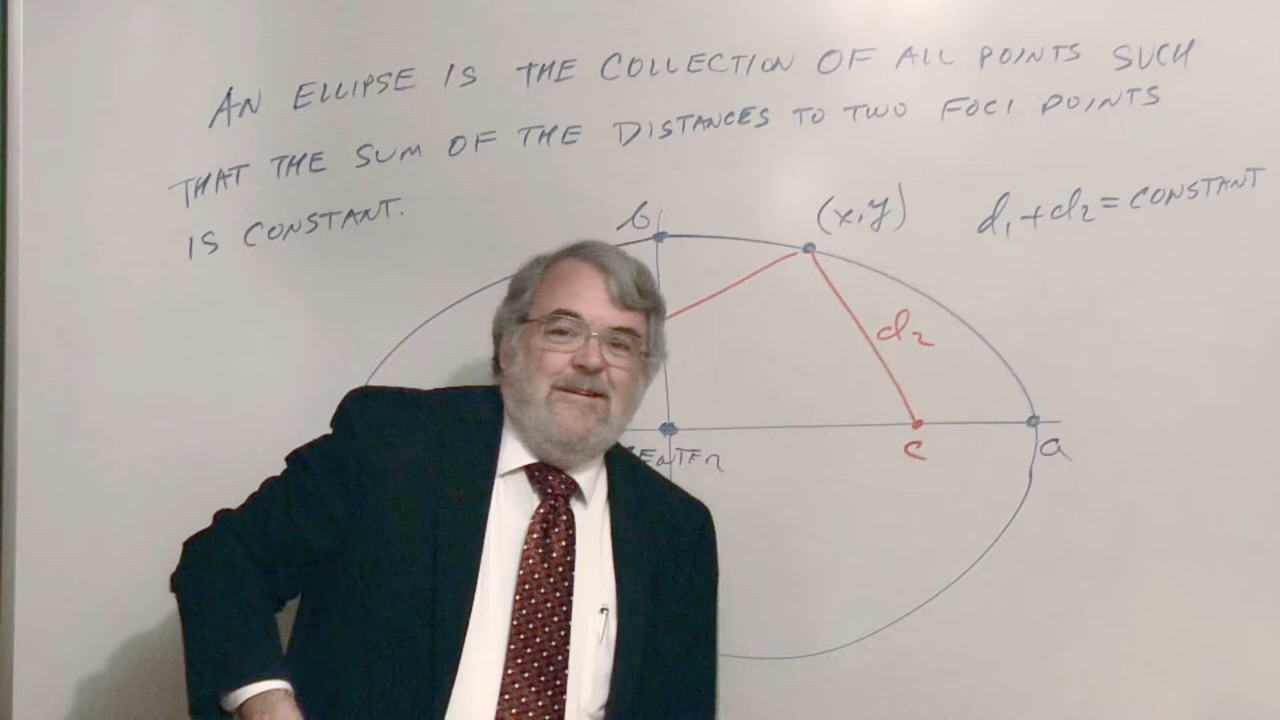 AN ELLIPSE IS THE COLLECTION OF ALL POINTS SUCH
THAT THE SUM OF THE DISTANCES TO TWO FOCI POINTS
IS CONSTANT.
d₁+d₂=CONSTANT
b
(x,y)
d₂
CENTER
c
a